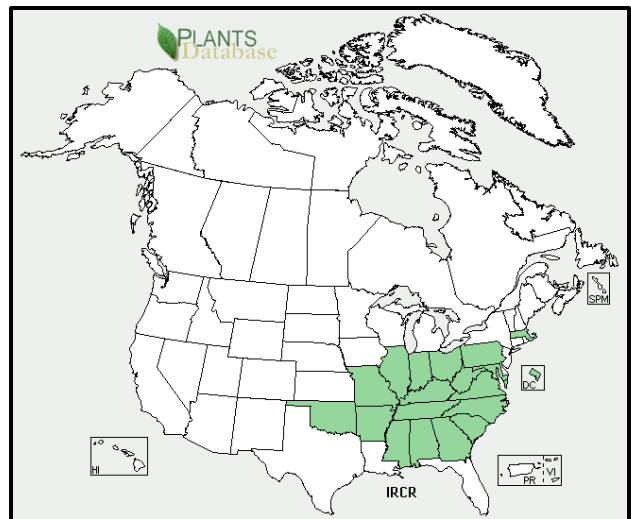 PLANTS
Database
SPM
DC
HI
PR
VI
IRCR